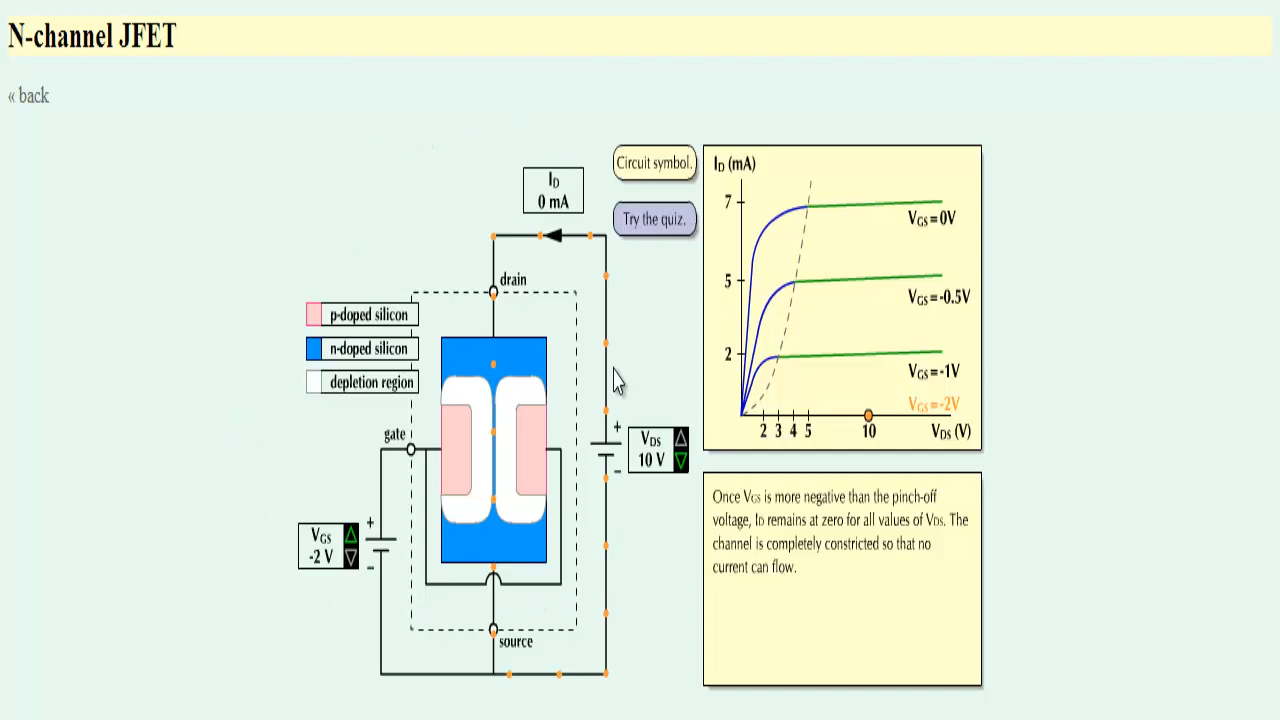 N-channel JFET
« back
Circuit symbol.
Try the quiz.
ID
0 mA
drain
p-doped silicon
n-doped silicon
depletion region
gate
+
VDS
10 V
−
+
VGS
-2 V
−
source
ID (mA)
7
VGS=0V
5
VGS=-0.5V
2
VGS=-1V
VGS=-2V
2 3 4 5 10 VDS (V)
Once VGS is more negative than the pinch-off
voltage, ID remains at zero for all values of VDS. The
channel is completely constricted so that no
current can flow.